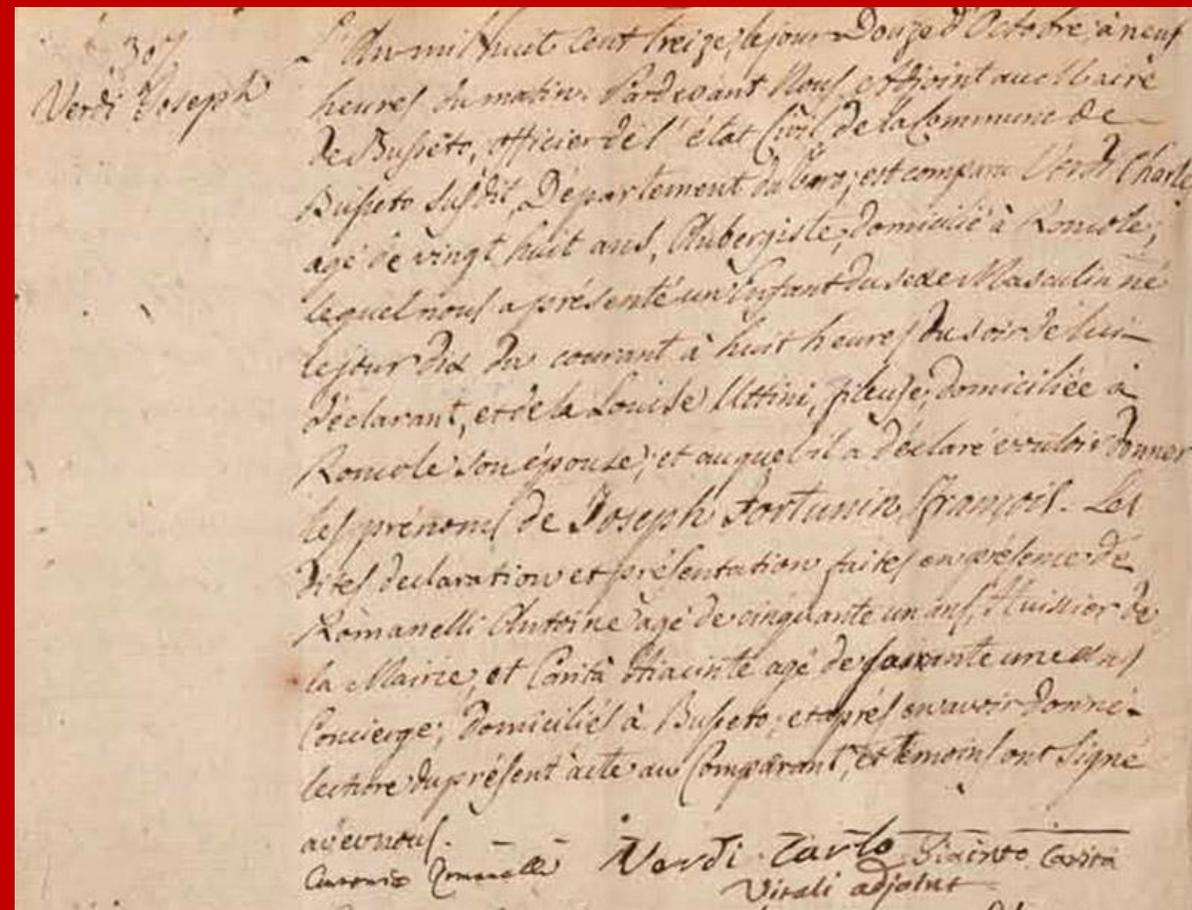 307
Verdi Joseph
L'An mil huit cent treize, le jour Douze d'Octobre, à neuf
heures du matin. Pardevant Nous adjoint au Maire
de Busseto, officier de l'état Civil de la Commune de
Busseto susdit, Département du Taro, est comparu Verdi Charle
agé de vingt huit ans, Aubergiste, domicilié à Roncole;
lequel nous a présenté un Enfant du sexe Masculin né
le jour dix du courant à huit heures du soir de lui
déclarant, et de la Louise Uttini, fileuse, domiciliée à
Roncole son épouse; et auquel il a déclaré vouloir donner
les prénoms de Joseph Fortunin François. Les
dites declaration et présentation faites en présence de
Romanelli Antoine agé de cinquante un ans, Huissier de
la Mairie, et Cantù Hiacinte agé de soixante une ans
Concierge; domiciliés à Busseto; et aprés en avoir donné
lecture du présent acte au Comparant, et temoins ont signé
avec nous.
Antonio Romanelli Verdi Carlo Giacinto Cantù
Vitali adjoint